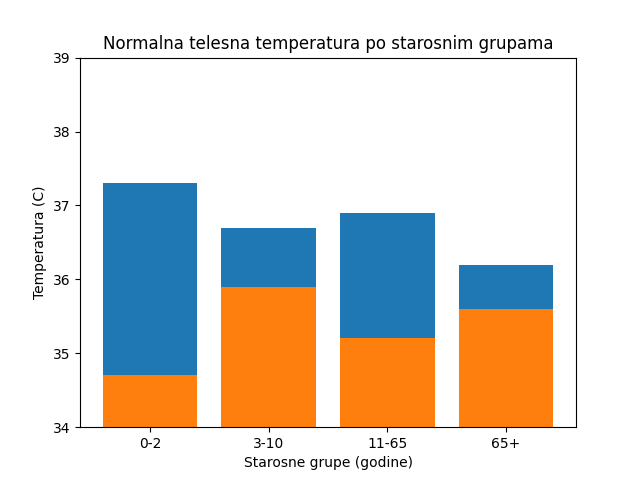 Normalna telesna temperatura po starosnim grupama
Temperatura (C)
39
38
37
36
35
34
0-2 3-10 11-65 65+
Starosne grupe (godine)